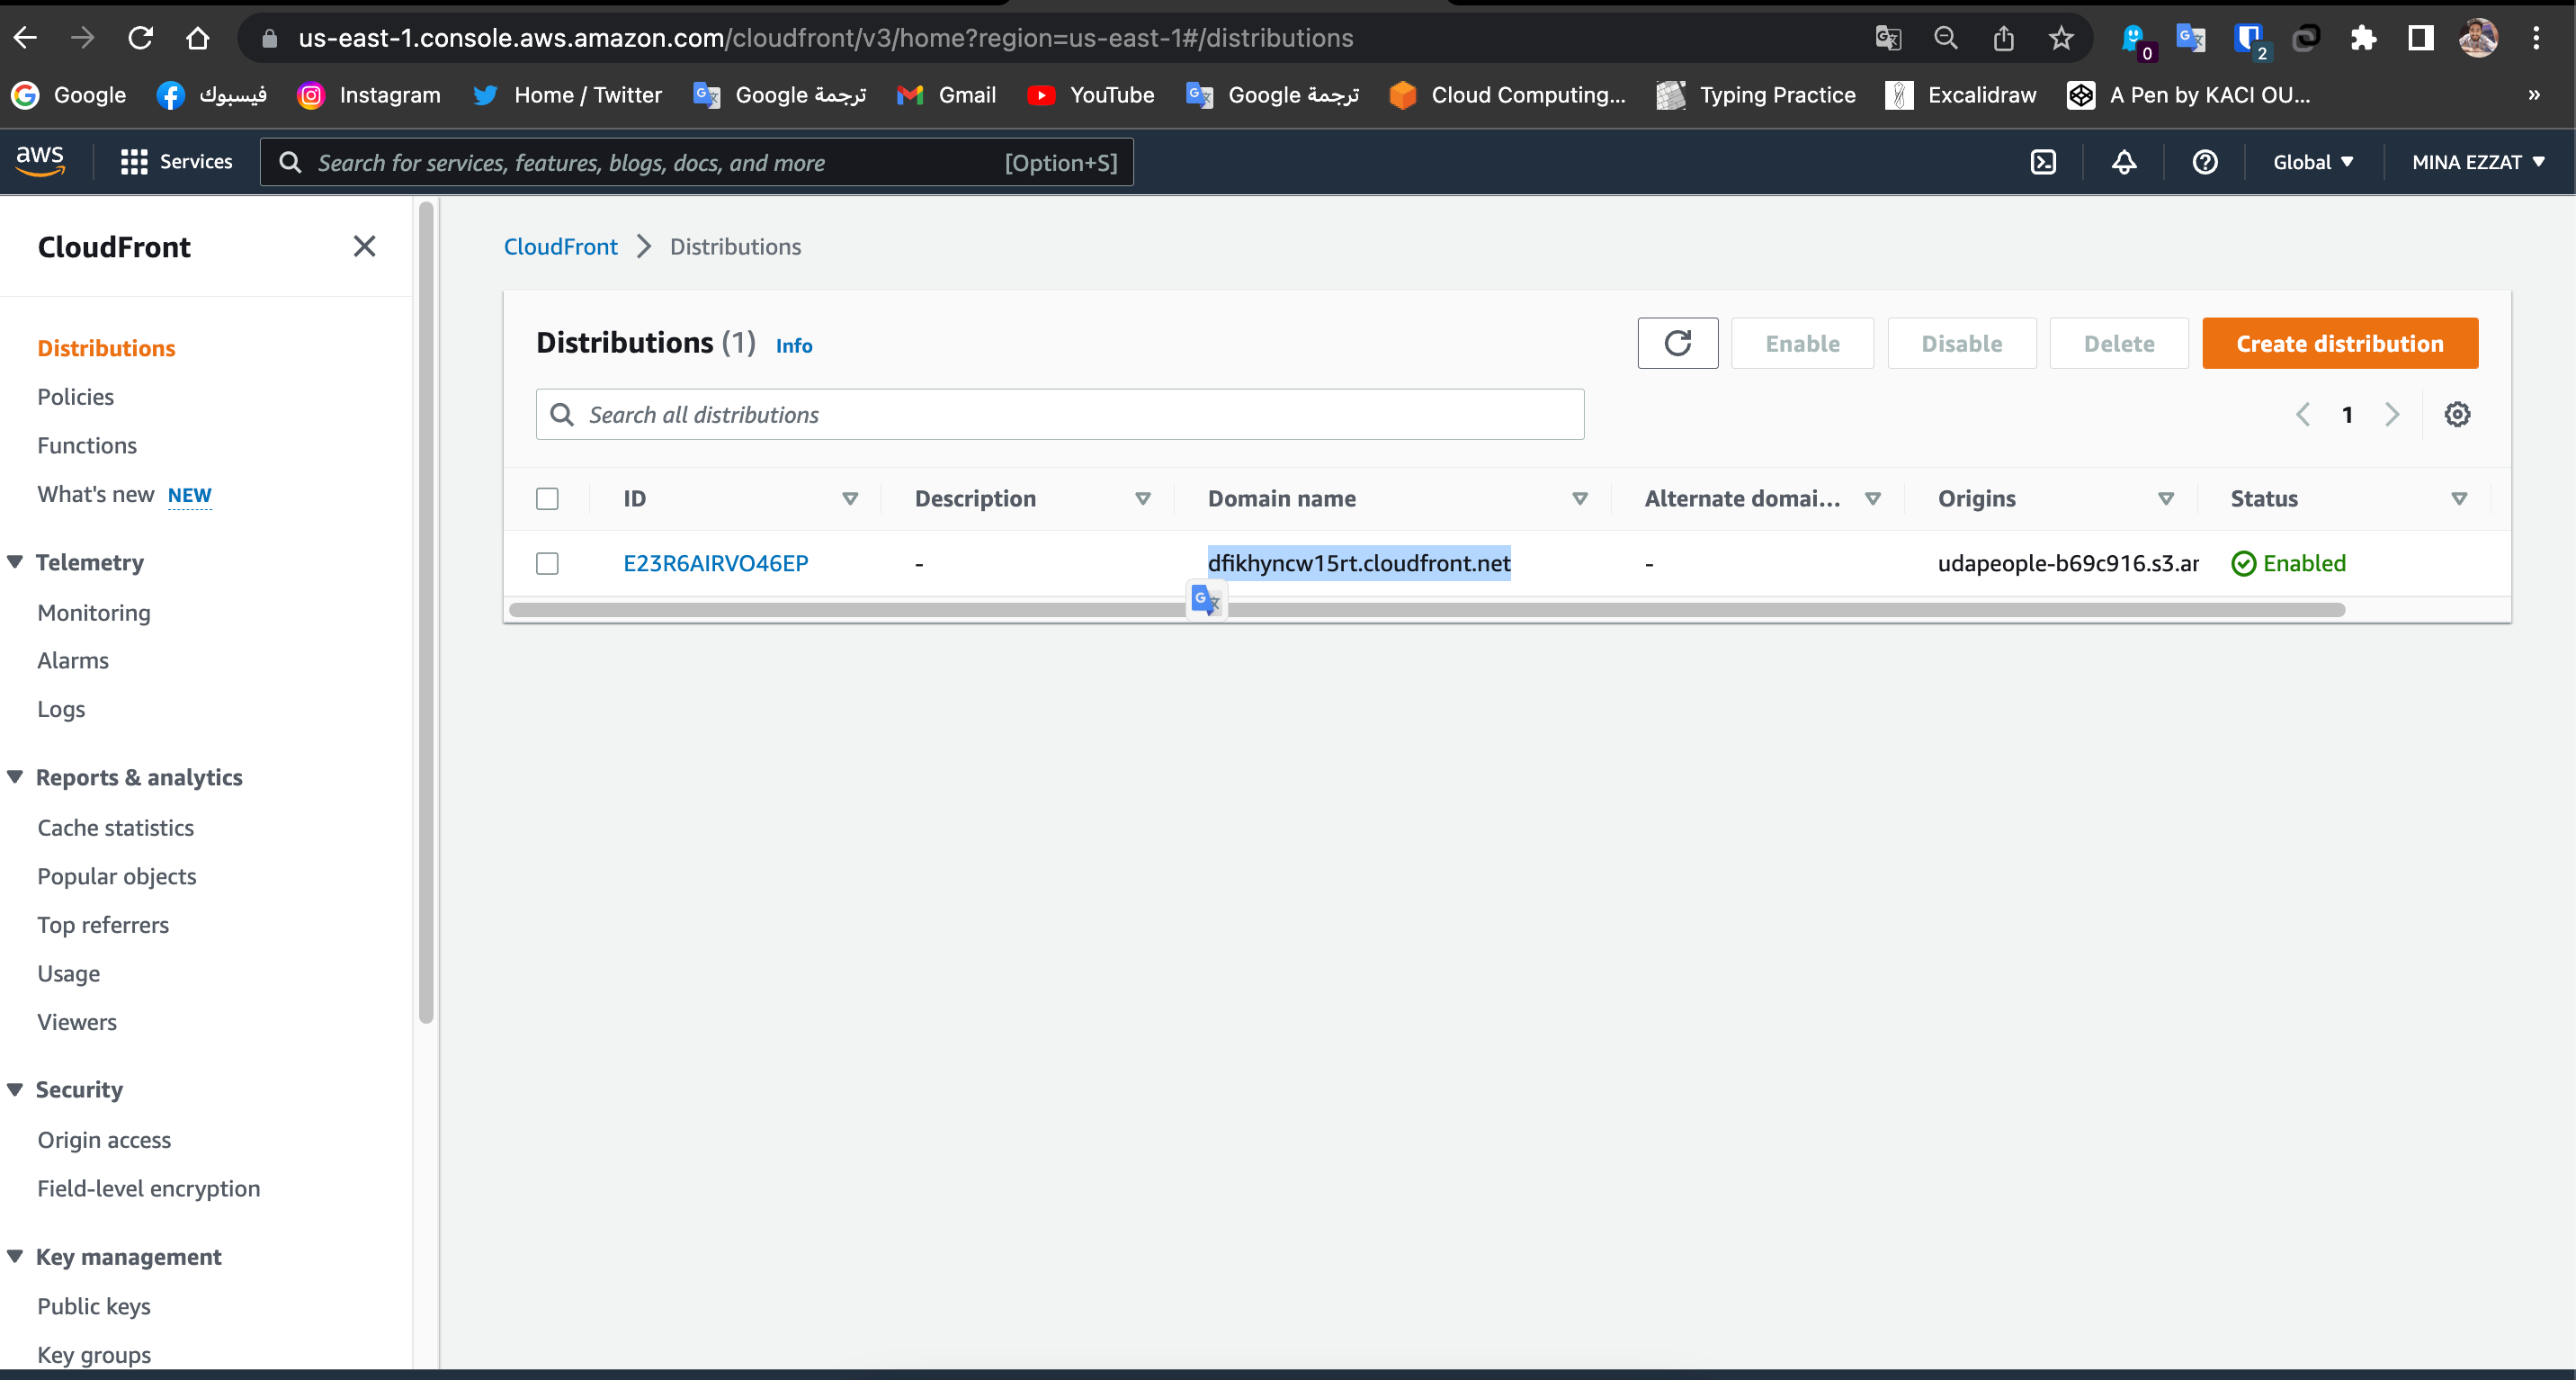 us-east-1.console.aws.amazon.com/cloudfront/v3/home?region=us-east-1#/distributions
0
2
Google
فيسبوك
Instagram
Home / Twitter
Google ترجمة
Gmail
YouTube
Google ترجمة
Cloud Computing...
Typing Practice
Excalidraw
A Pen by KACI OU...
»
aws
Services
Search for services, features, blogs, docs, and more
[Option+S]
Global
MINA EZZAT
CloudFront
Distributions
Policies
Functions
What's new NEW
Telemetry
Monitoring
Alarms
Logs
Reports & analytics
Cache statistics
Popular objects
Top referrers
Usage
Viewers
Security
Origin access
Field-level encryption
Key management
Public keys
Key groups
CloudFront > Distributions
Distributions (1) Info
Enable
Disable
Delete
Create distribution
Search all distributions
1
ID
Description
Domain name
Alternate domai...
Origins
Status
E23R6AIRVO46EP
-
dfikhyncw15rt.cloudfront.net
-
udapeople-b69c916.s3.ar
Enabled